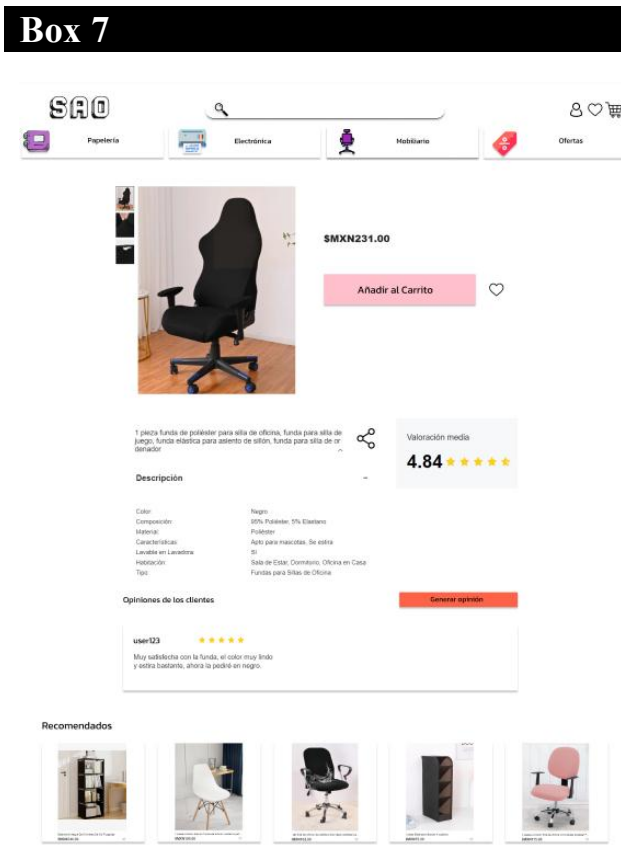 Box 7
SAO
Papelería
Electrónica
Mobiliario
Ofertas
$MXN231.00
Añadir al Carrito
1 pieza funda de poliéster para silla de oficina, funda para silla de
juego, funda elástica para asiento de sillón, funda para silla de or
denador
Valoración media
4.84
Descripción
-
Color Negro
Composición: 95% Poliéster, 5% Elastano
Material: Poliéster
Características: Apto para mascotas, Se estira
Lavable en Lavadora: Sí
Habitación: Sala de Estar, Dormitorio, Oficina en Casa
Tipo: Fundas para Sillas de Oficina
Opiniones de los clientes
Generar opinión
user123
Muy satisfecha con la funda, el color muy lindo
y estira bastante, ahora la pediré en negro.
Recomendados